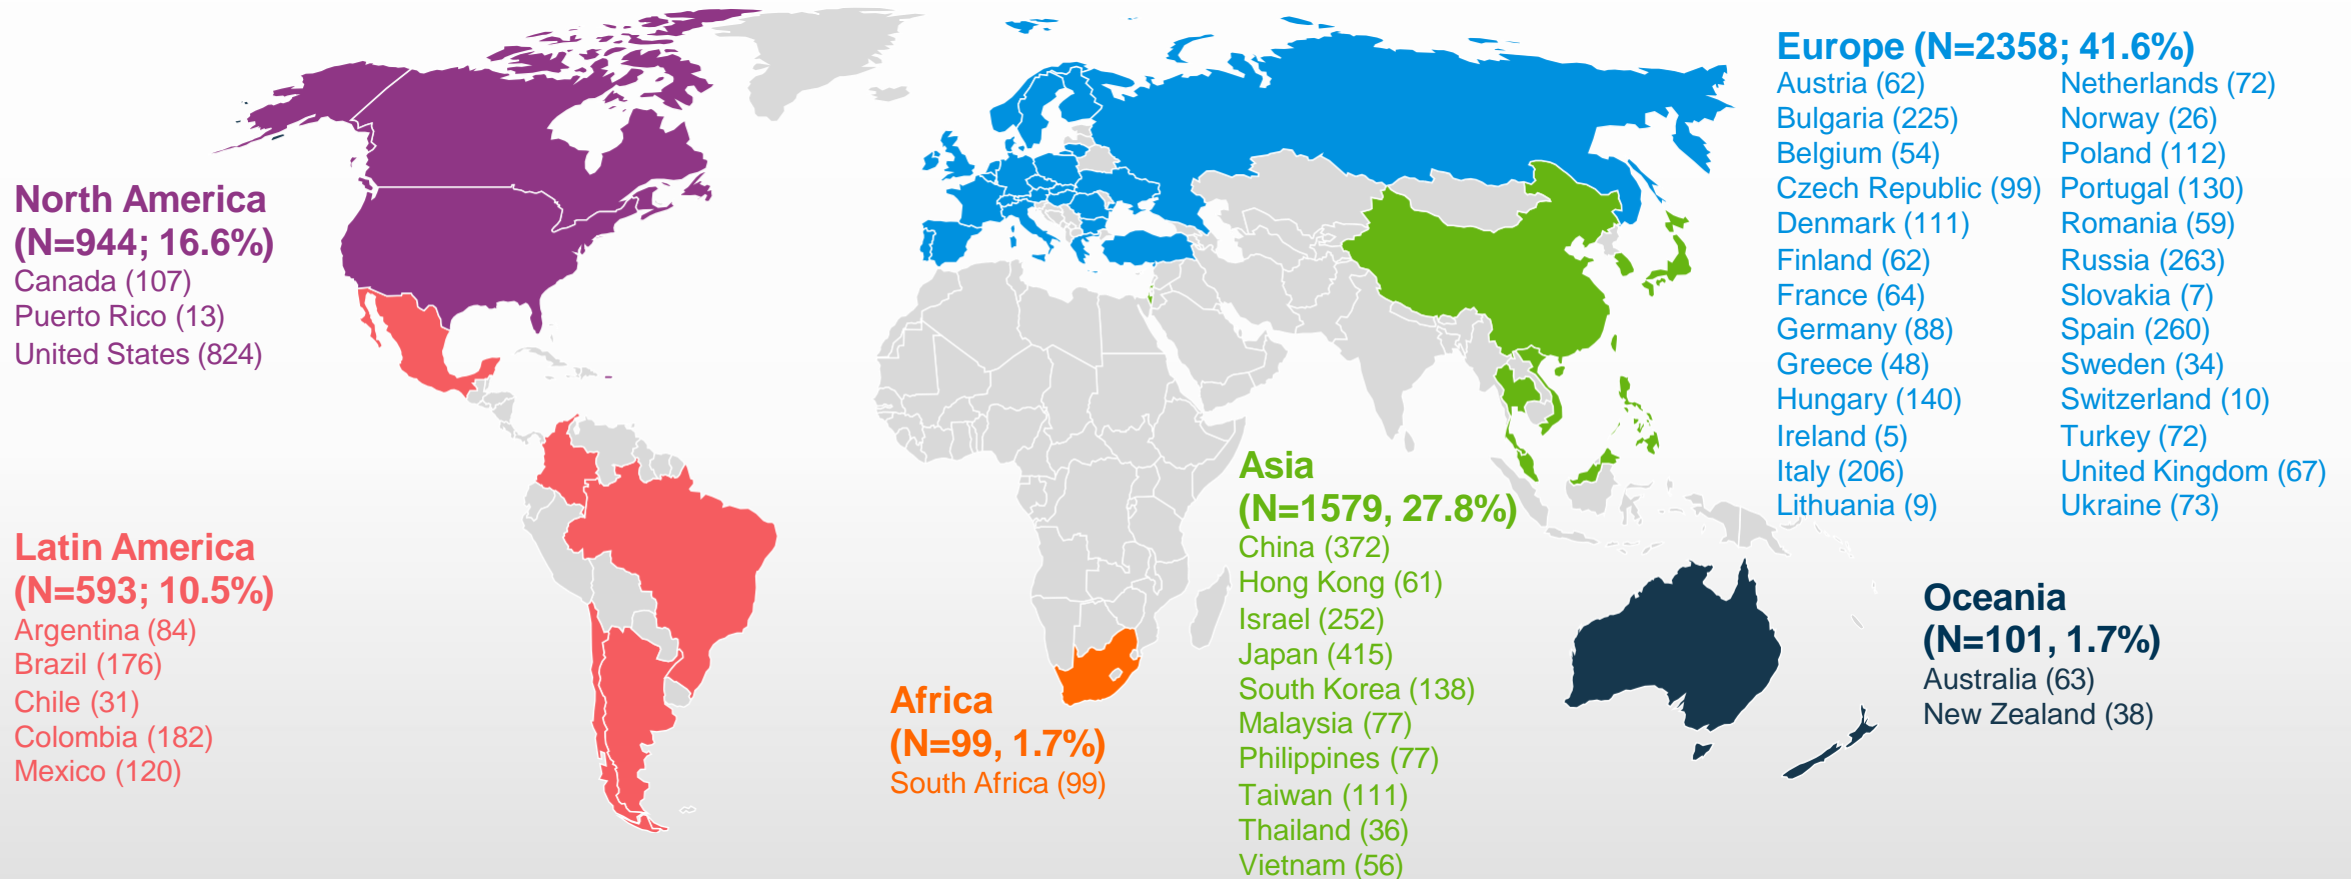 North America
(N=944; 16.6%)
Canada (107)
Puerto Rico (13)
United States (824)
Latin America
(N=593; 10.5%)
Argentina (84)
Brazil (176)
Chile (31)
Colombia (182)
Mexico (120)
Africa
(N=99, 1.7%)
South Africa (99)
Asia
(N=1579, 27.8%)
China (372)
Hong Kong (61)
Israel (252)
Japan (415)
South Korea (138)
Malaysia (77)
Philippines (77)
Taiwan (111)
Thailand (36)
Vietnam (56)
Europe (N=2358; 41.6%)
Austria (62)
Bulgaria (225)
Belgium (54)
Czech Republic (99)
Denmark (111)
Finland (62)
France (64)
Germany (88)
Greece (48)
Hungary (140)
Ireland (5)
Italy (206)
Lithuania (9)
Netherlands (72)
Norway (26)
Poland (112)
Portugal (130)
Romania (59)
Russia (263)
Slovakia (7)
Spain (260)
Sweden (34)
Switzerland (10)
Turkey (72)
United Kingdom (67)
Ukraine (73)
Oceania
(N=101, 1.7%)
Australia (63)
New Zealand (38)